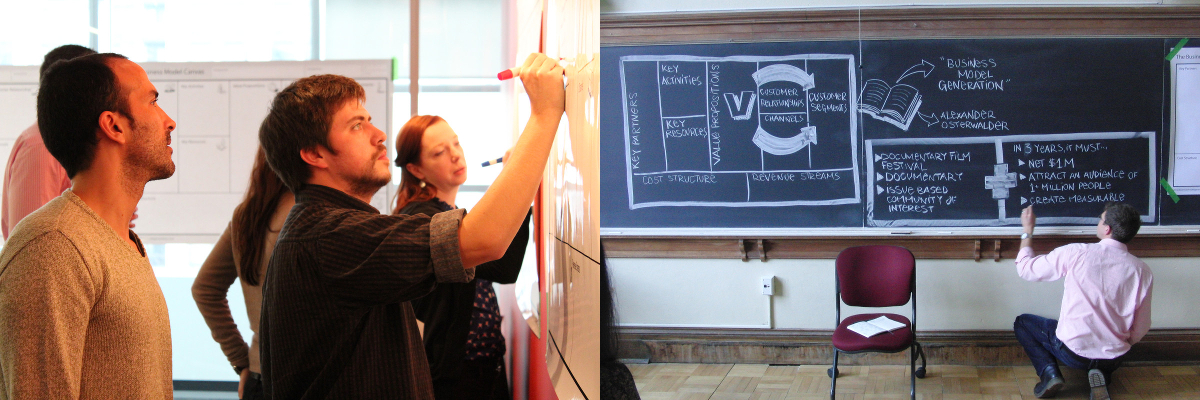 Business Model Canvas
KEY PARTNERS
KEY
ACTIVITIES
KEY
RESOURCES
VALUE PROPOSITIONS
V
CUSTOMER
RELATIONSHIPS
CHANNELS
CUSTOMER
SEGMENTS
COST STRUCTURE
REVENUE STREAMS
"BUSINESS
MODEL
GENERATION"
ALEXANDER
OSTERWALDER
DOCUMENTARY FILM
FESTIVAL
DOCUMENTARY
ISSUE BASED
COMMUNITY OF
INTEREST
IN 3 YEARS, IT MUST...
NET $1M
ATTRACT AN AUDIENCE OF
1+ MILLION PEOPLE
CREATE MEASURABLE
The Business